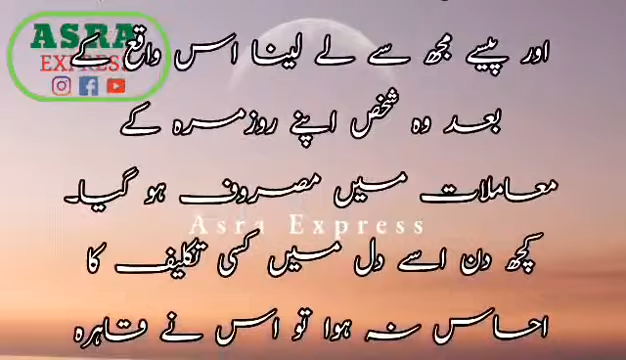 ASRA
EXPRESS
اور پیسے مجھ سے لے لینا اس واقع کے
بعد وہ شخص اپنے روزمرہ کے
معاملات میں مصروف ہو گیا۔
Asra Express
کچھ دن اسے دل میں کسی تکلیف کا
احساس نہ ہوا تو اس نے قاہرہ